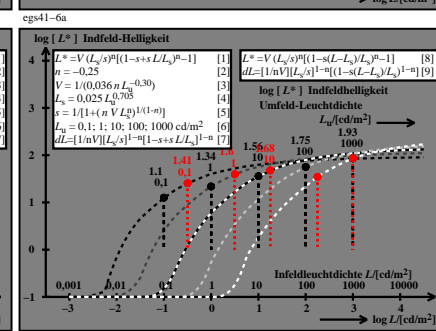 egs41–6a
log [ L* ] Indfeld-Helligkeit
L* =V (Ls/s)ⁿ[(1–s+s L/Ls)ⁿ–1] [1]
n = –0,25 [2]
V = 1/(0,036 n Lu–0,30) [3]
Ls = 0,025 Lu0,705 [4]
s = 1/[1+( n V Lsn)1/(1-n)] [5]
Lu = 0,1; 1; 10; 100; 1000 cd/m² [6]
dL=[1/nV][Ls/s]1–n[1–s+s L/Ls]1–n [7]
L* =V (Ls/s)ⁿ[(1–s(L–Ls)/Ls)ⁿ–1] [8]
dL=[1/nV][Ls/s]1–n[(1–s(L–Ls)/Ls)1–n] [9]
log [ L* ] Indfeldhelligkeit
Umfeld-Leuchtdichte
Lu/[cd/m²]
1.93
1000
1.75
100
1.56
10
1.68
10
1.6
1
1.34
1
1.41
0,1
1.1
0,1
4
3
2
1
0
–1
0,001 0,01 0,1 1 10 100 1000 10000
Infeldleuchtdichte L/[cd/m²]
–3 –2 –1 0 1 2 3 4
log L/[cd/m²]